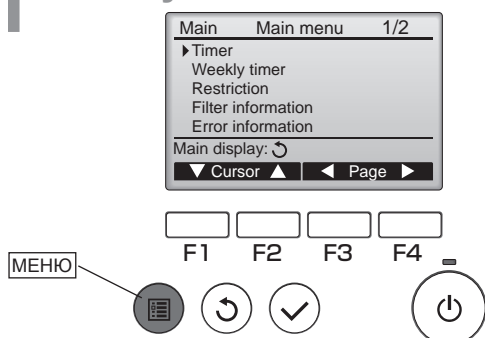 Main Main menu 1/2
Timer
Weekly timer
Restriction
Filter information
Error information
Main display:
Cursor Page
F1 F2 F3 F4
МЕНЮ